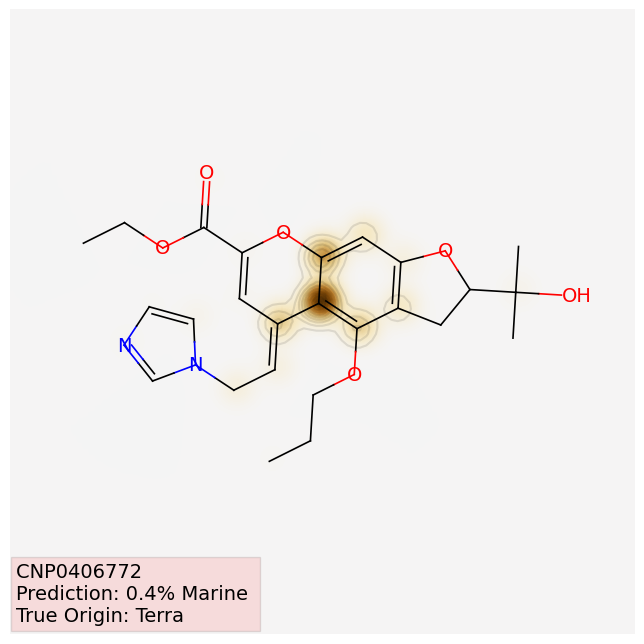 O
O
O
O
OH
N
N
O
CNP0406772
Prediction: 0.4% Marine
True Origin: Terra